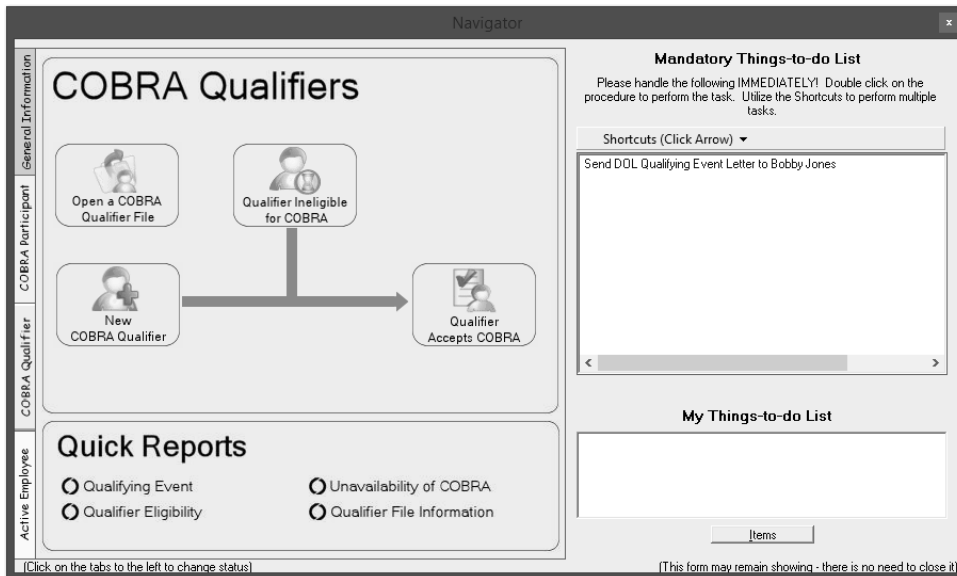 Navigator
x
General Information
COBRA Participant
COBRA Qualifier
Active Employee
COBRA Qualifiers
Open a COBRA
Qualifier File
Qualifier Ineligible
for COBRA
New
COBRA Qualifier
Qualifier
Accepts COBRA
Quick Reports
Qualifying Event
Unavailability of COBRA
Qualifier Eligibility
Qualifier File Information
(Click on the tabs to the left to change status)
Mandatory Things-to-do List
Please handle the following IMMEDIATELY! Double click on the
procedure to perform the task. Utilize the Shortcuts to perform multiple
tasks.
Shortcuts (Click Arrow)
Send DOL Qualifying Event Letter to Bobby Jones
My Things-to-do List
Items
(This form may remain showing - there is no need to close it)